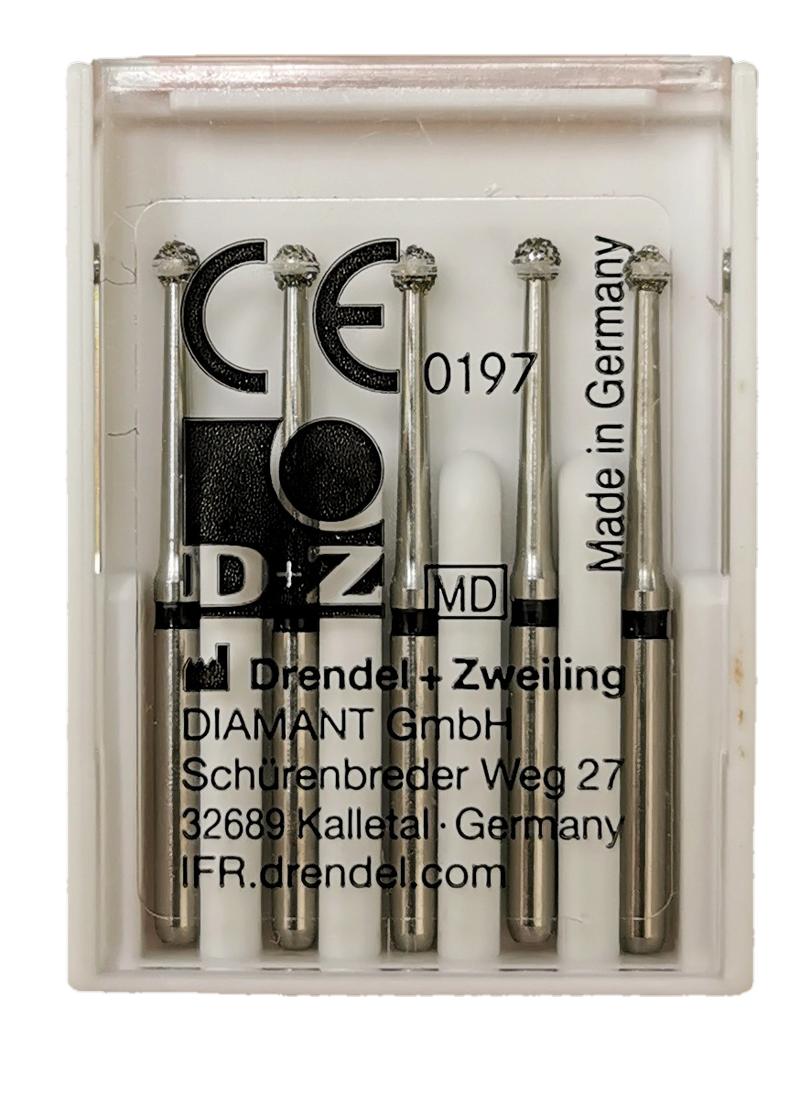 CE 0197
Made in Germany
D+Z
MD
Drendel + Zweiling
DIAMANT GmbH
Schürenbreder Weg 27
32689 Kalletal · Germany
IFR.drendel.com